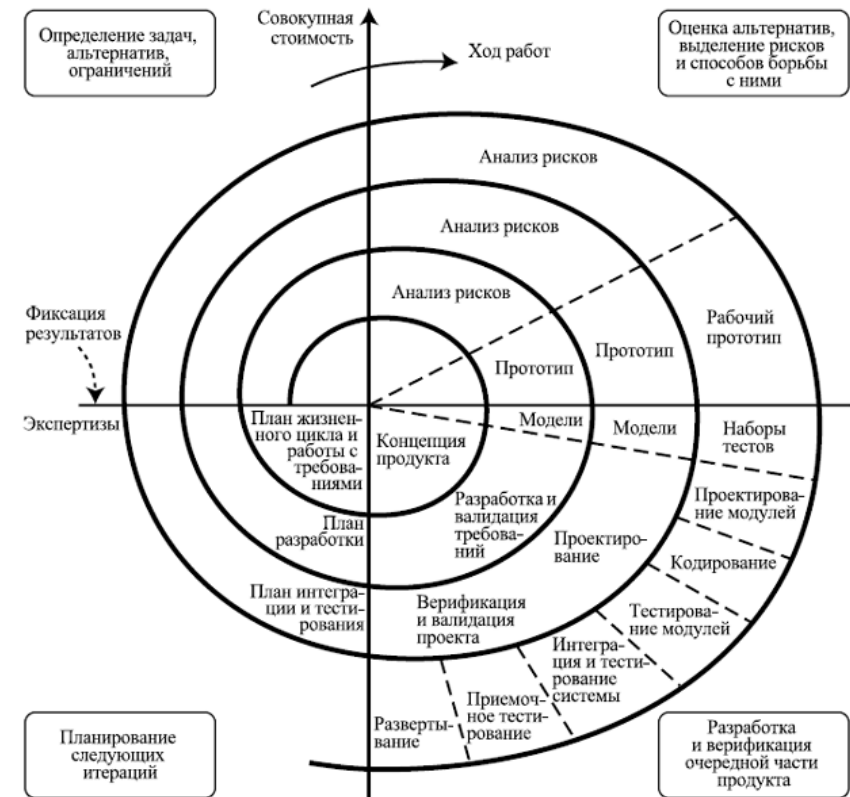 Определение задач,
альтернатив,
ограничений
Совокупная
стоимость
Ход работ
Оценка альтернатив,
выделение рисков
и способов борьбы
с ними
Анализ рисков
Анализ рисков
Анализ рисков
Фиксация
результатов
Экспертизы
Прототип
Прототип
Рабочий
прототип
План жизнен-
ного цикла и
работы с
требова-
ниями
Концепция
продукта
Модели
Модели
Наборы
тестов
План
разработки
Разработка и
валидация
требова-
ний
Проектиро-
вание
Проектирова-
ние модулей
Кодирование
План интегра-
ции и тести-
рования
Верификация
и валидация
проекта
Тестирова-
ние модулей
Интегра-
ция и тести-
рование
системы
Приемоч-
ное тести-
рование
Разверты-
вание
Планирование
следующих
итераций
Разработка
и верификация
очередной части
продукта